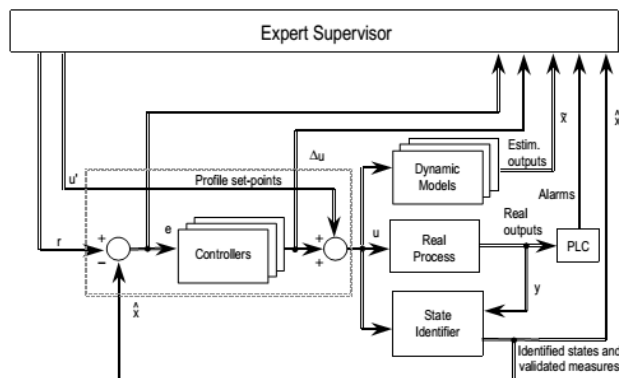 Expert Supervisor
x̃
x̂
Estim.
outputs
Δu
Dynamic
Models
u'
Profile set-points
Alarms
Real
outputs
+
e
+
u
r
−
Controllers
+
Real
Process
PLC
y
x̂
State
Identifier
Identified states and
validated measures